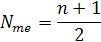 N_me = (n + 1)/2